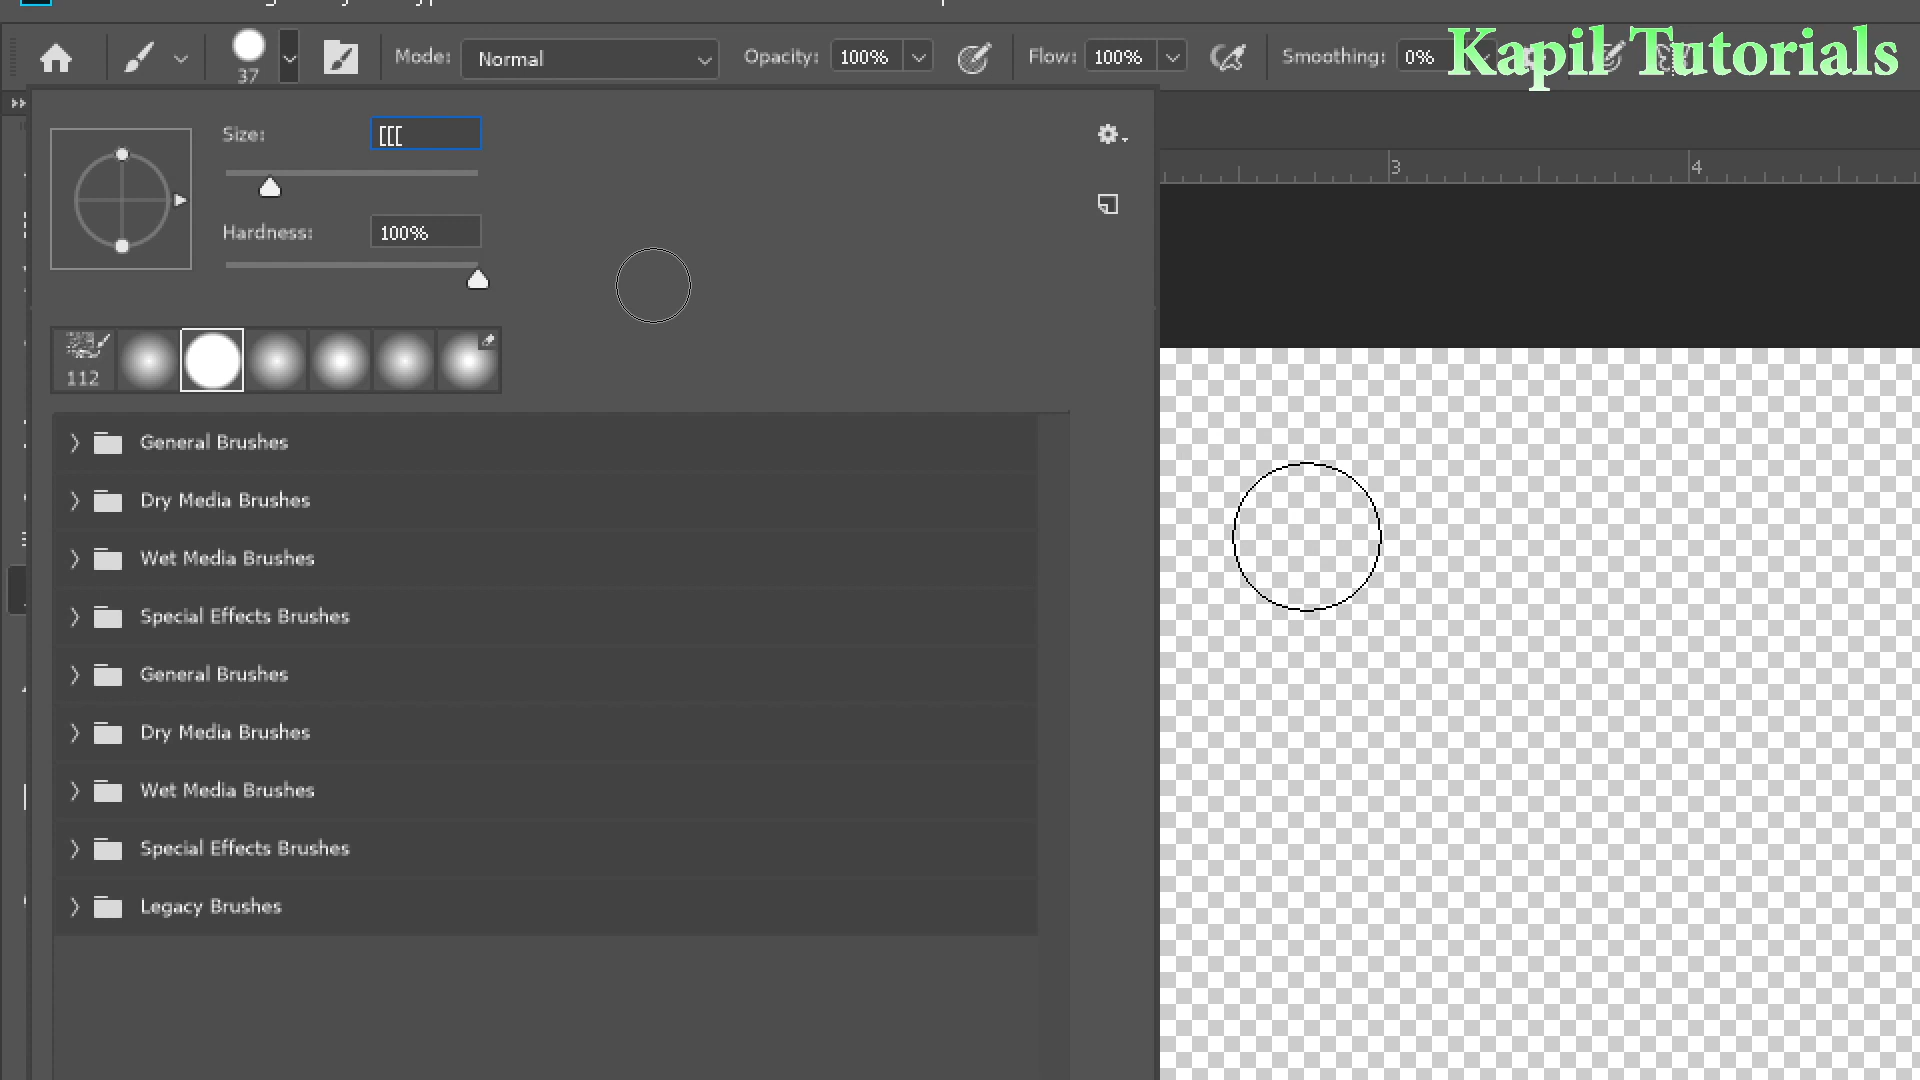 Kapil Tutorials
37
Mode: Normal
Opacity: 100%
Flow: 100%
Smoothing: 0%
Size: [[[
Hardness: 100%
3
4
112
General Brushes
Dry Media Brushes
Wet Media Brushes
Special Effects Brushes
General Brushes
Dry Media Brushes
Wet Media Brushes
Special Effects Brushes
Legacy Brushes